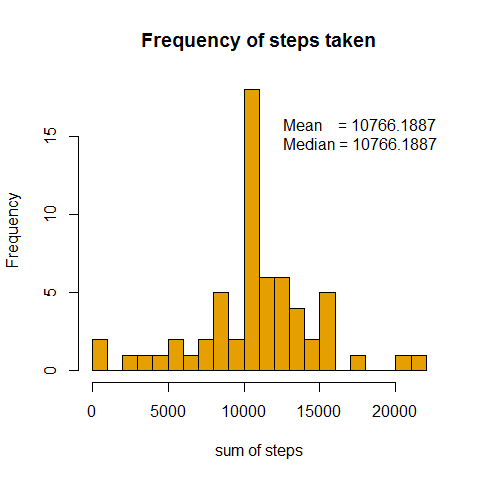 Frequency of steps taken
Mean = 10766.1887
Median = 10766.1887
Frequency
15
10
5
0
0 5000 10000 15000 20000
sum of steps